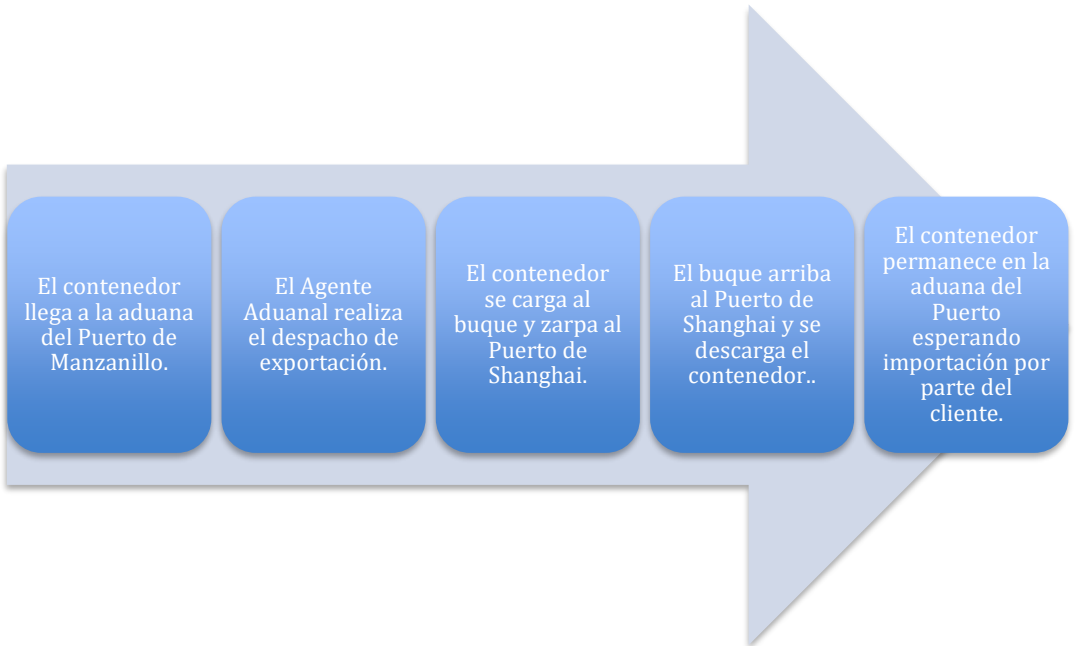 El contenedor
llega a la aduana
del Puerto de
Manzanillo.
El Agente
Aduanal realiza
el despacho de
exportación.
El contenedor
se carga al
buque y zarpa al
Puerto de
Shanghai.
El buque arriba
al Puerto de
Shanghai y se
descarga el
contenedor..
El contenedor
permanece en la
aduana del
Puerto
esperando
importación por
parte del
cliente.